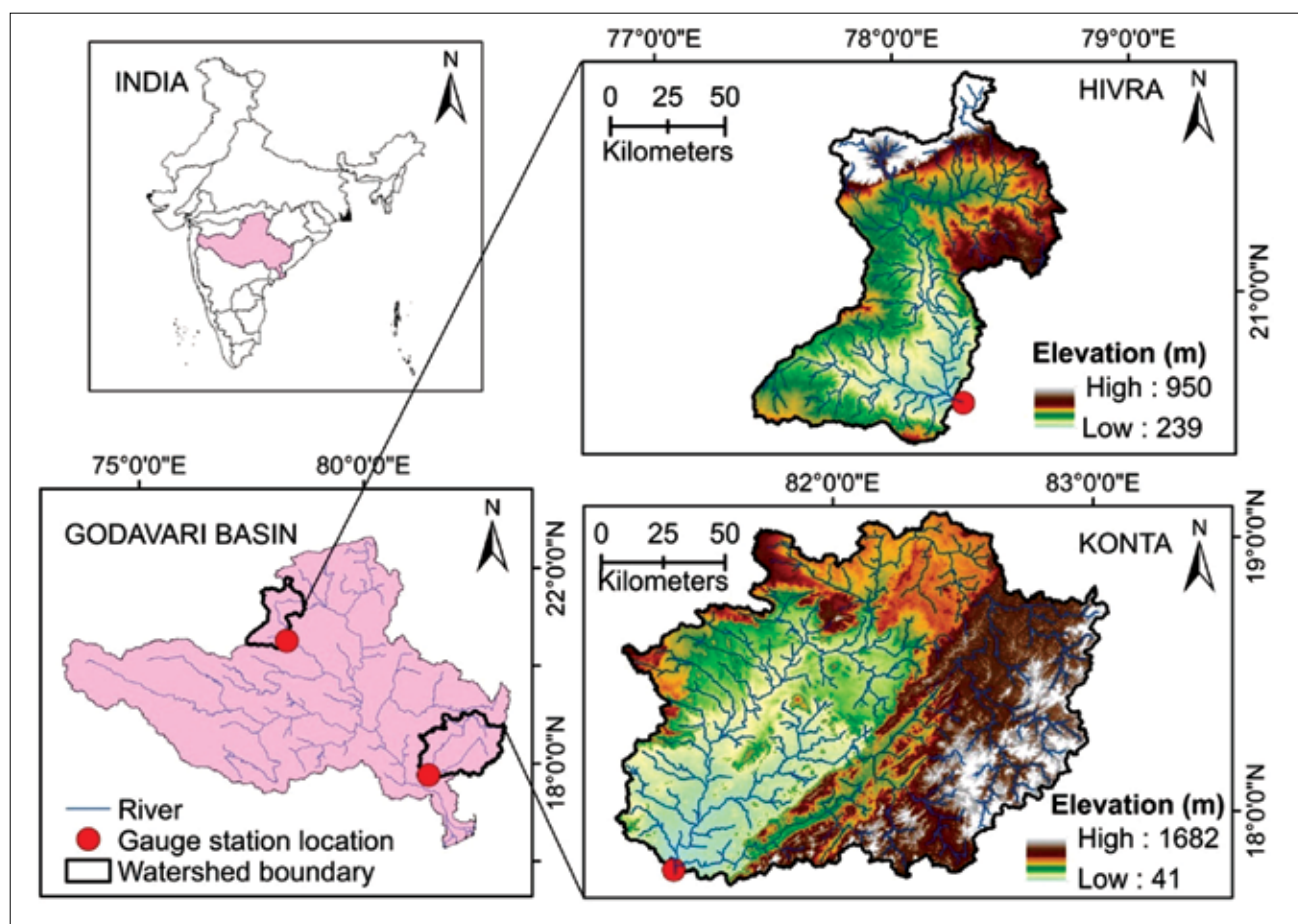 INDIA
N
77°0'0"E 78°0'0"E 79°0'0"E
0 25 50
Kilometers
HIVRA
N
21°0'0"N
Elevation (m)
High : 950
Low : 239
75°0'0"E 80°0'0"E
GODAVARI BASIN
N
22°0'0"N
18°0'0"N
River
Gauge station location
Watershed boundary
82°0'0"E 83°0'0"E
0 25 50
Kilometers
KONTA
N
19°0'0"N
18°0'0"N
Elevation (m)
High : 1682
Low : 41